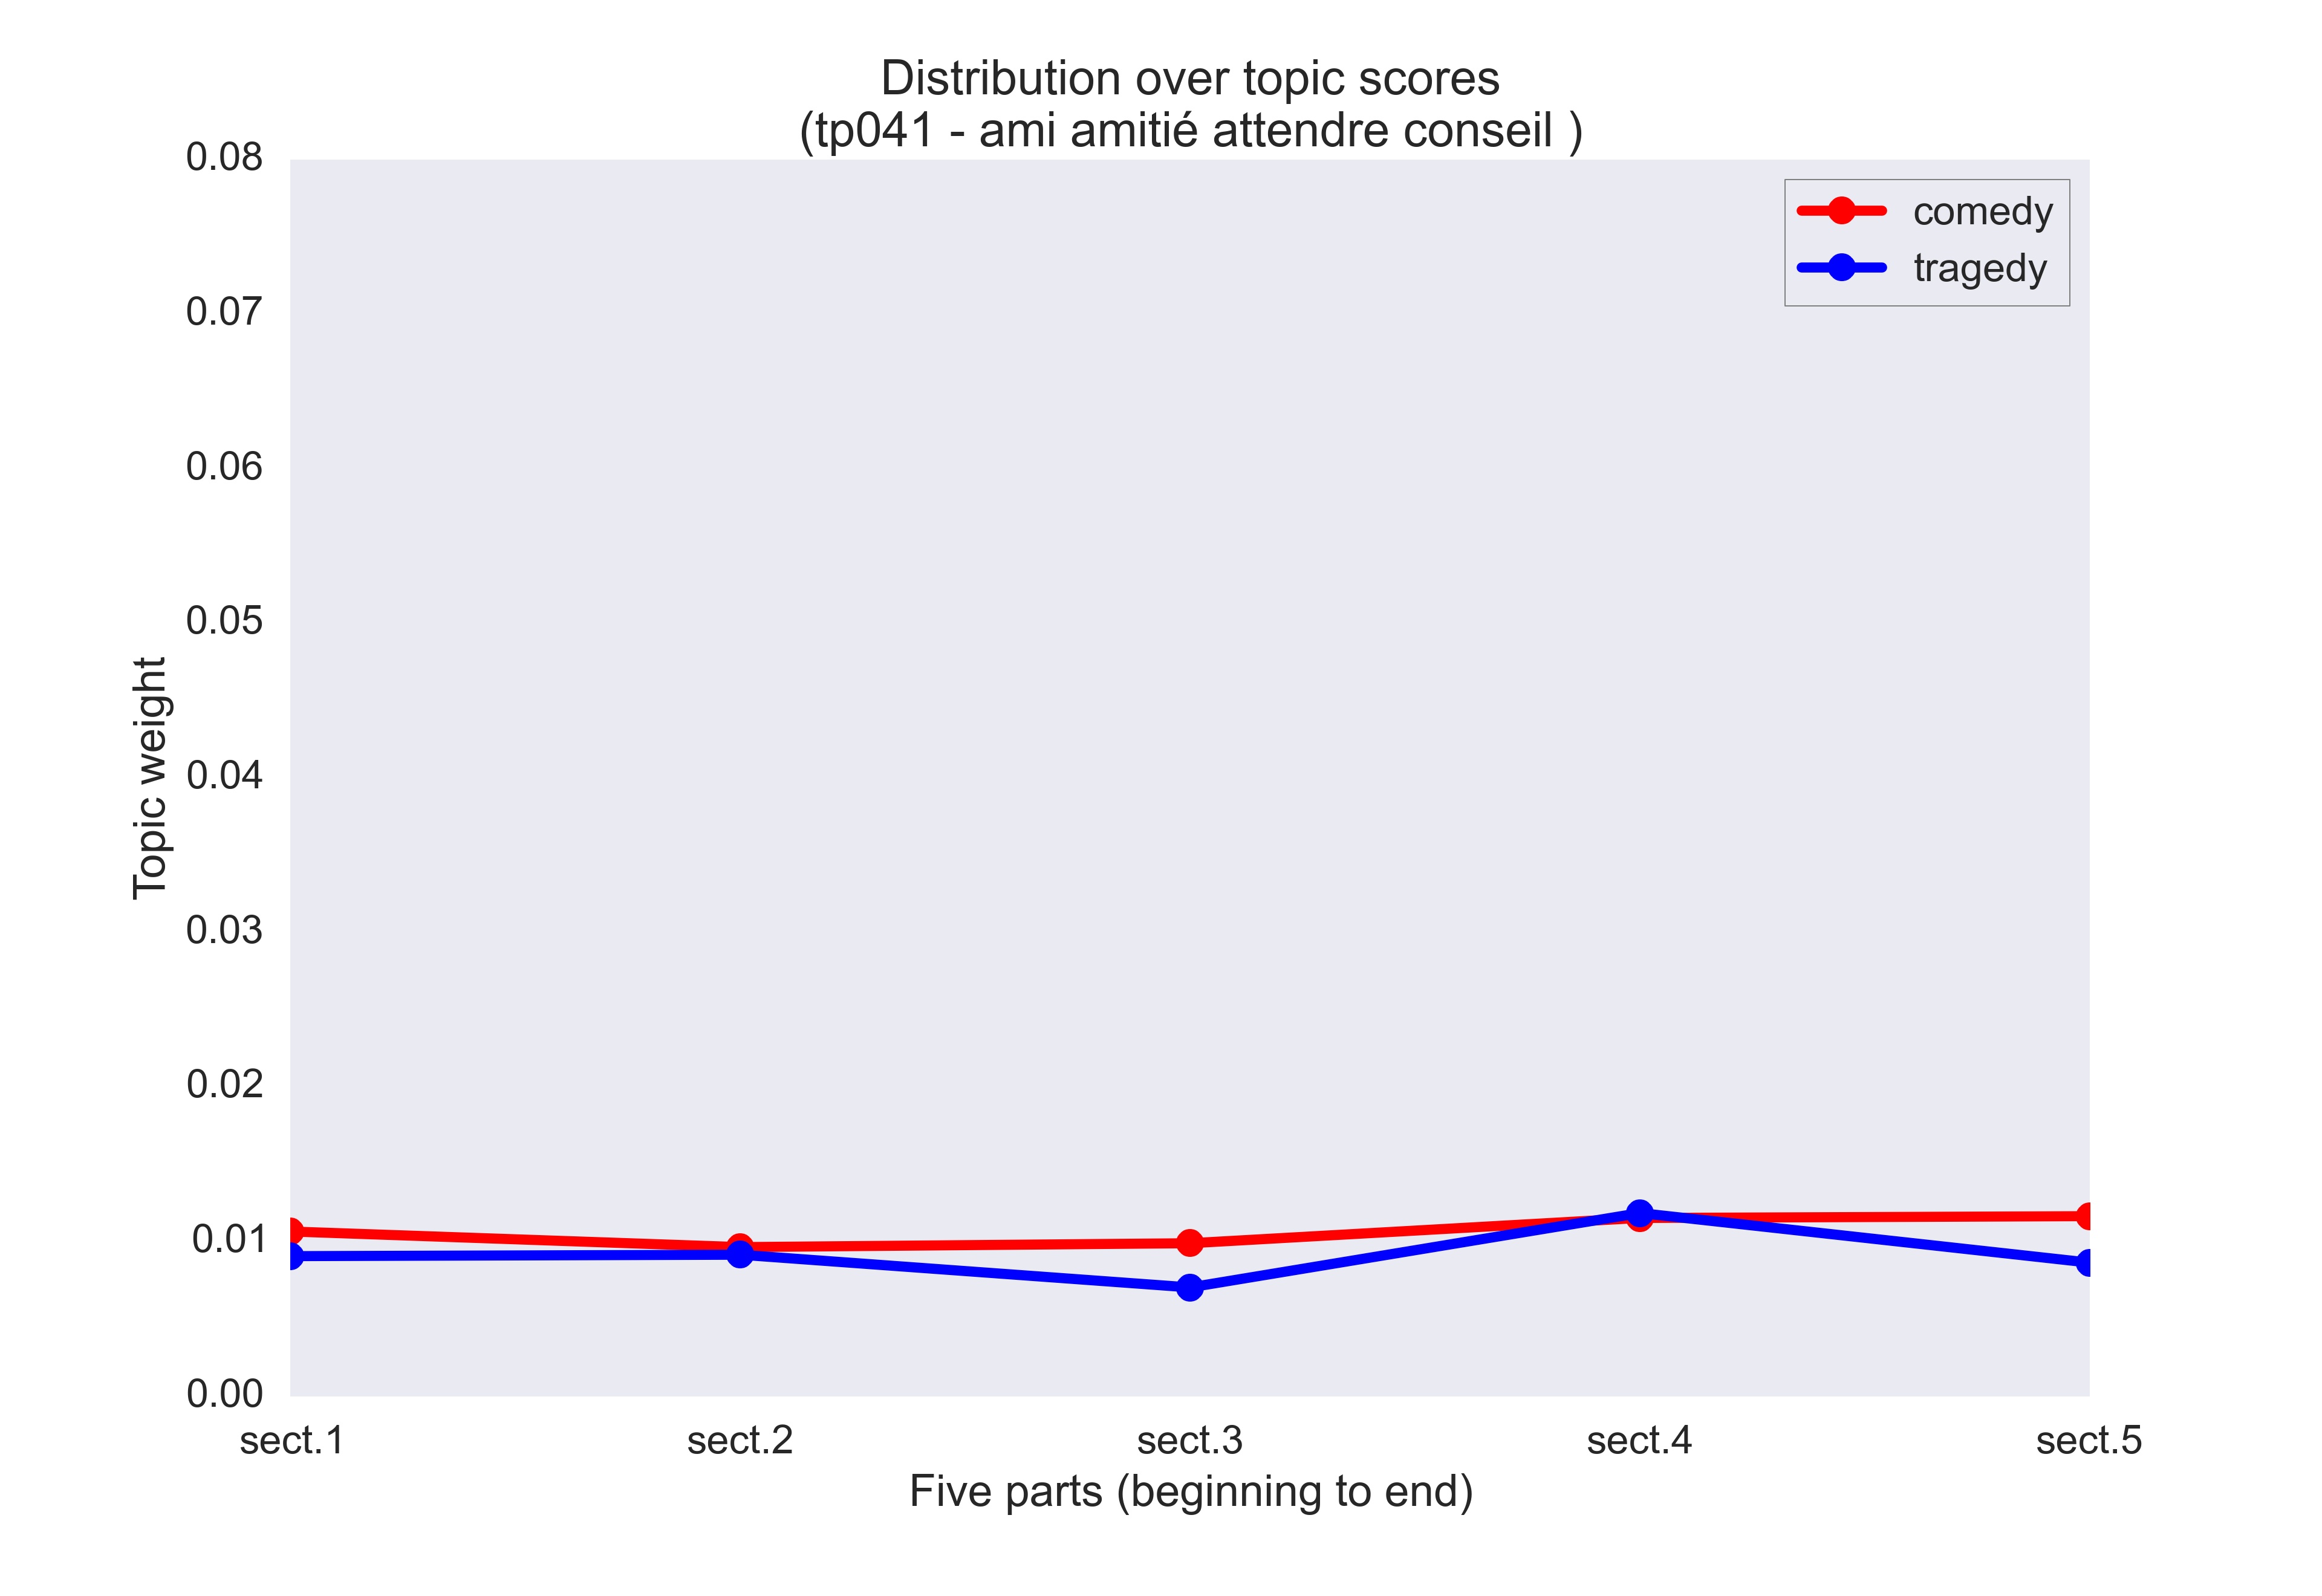 Distribution over topic scores
(tp041 - ami amitié attendre conseil )
0.08
0.07
0.06
0.05
0.04
0.03
0.02
0.01
0.00
Topic weight
comedy
tragedy
sect.1
sect.2
sect.3
sect.4
sect.5
Five parts (beginning to end)